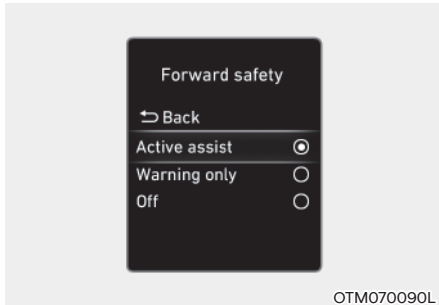 Forward safety
Back
Active assist
Warning only
Off
OTM070090L